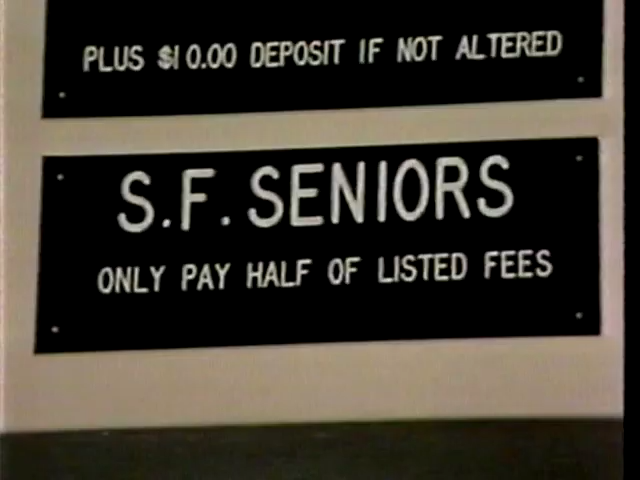 PLUS $10.00 DEPOSIT IF NOT ALTERED
S.F. SENIORS
ONLY PAY HALF OF LISTED FEES